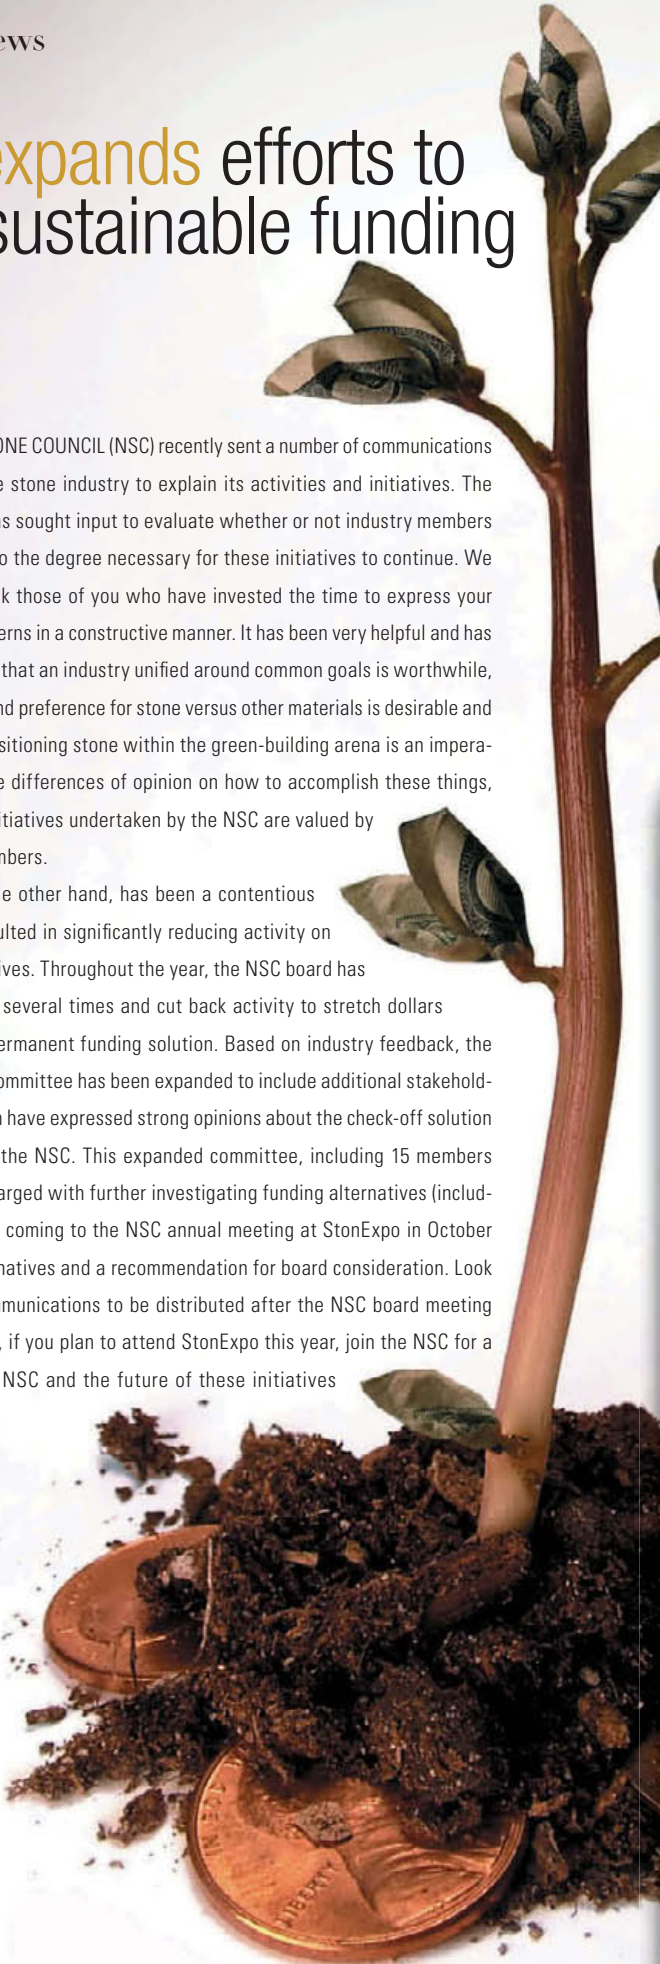 ews
expands efforts to
sustainable funding
ONE COUNCIL (NSC) recently sent a number of communications
e stone industry to explain its activities and initiatives. The
as sought input to evaluate whether or not industry members
o the degree necessary for these initiatives to continue. We
k those of you who have invested the time to express your
erns in a constructive manner. It has been very helpful and has
that an industry unified around common goals is worthwhile,
nd preference for stone versus other materials is desirable and
sitioning stone within the green-building arena is an impera-
e differences of opinion on how to accomplish these things,
itiatives undertaken by the NSC are valued by
mbers.
e other hand, has been a contentious
ulted in significantly reducing activity on
ives. Throughout the year, the NSC board has
several times and cut back activity to stretch dollars
ermanent funding solution. Based on industry feedback, the
ommittee has been expanded to include additional stakehold-
n have expressed strong opinions about the check-off solution
the NSC. This expanded committee, including 15 members
arged with further investigating funding alternatives (includ-
coming to the NSC annual meeting at StonExpo in October
natives and a recommendation for board consideration. Look
mmunications to be distributed after the NSC board meeting
, if you plan to attend StonExpo this year, join the NSC for a
NSC and the future of these initiatives
LIBERTY